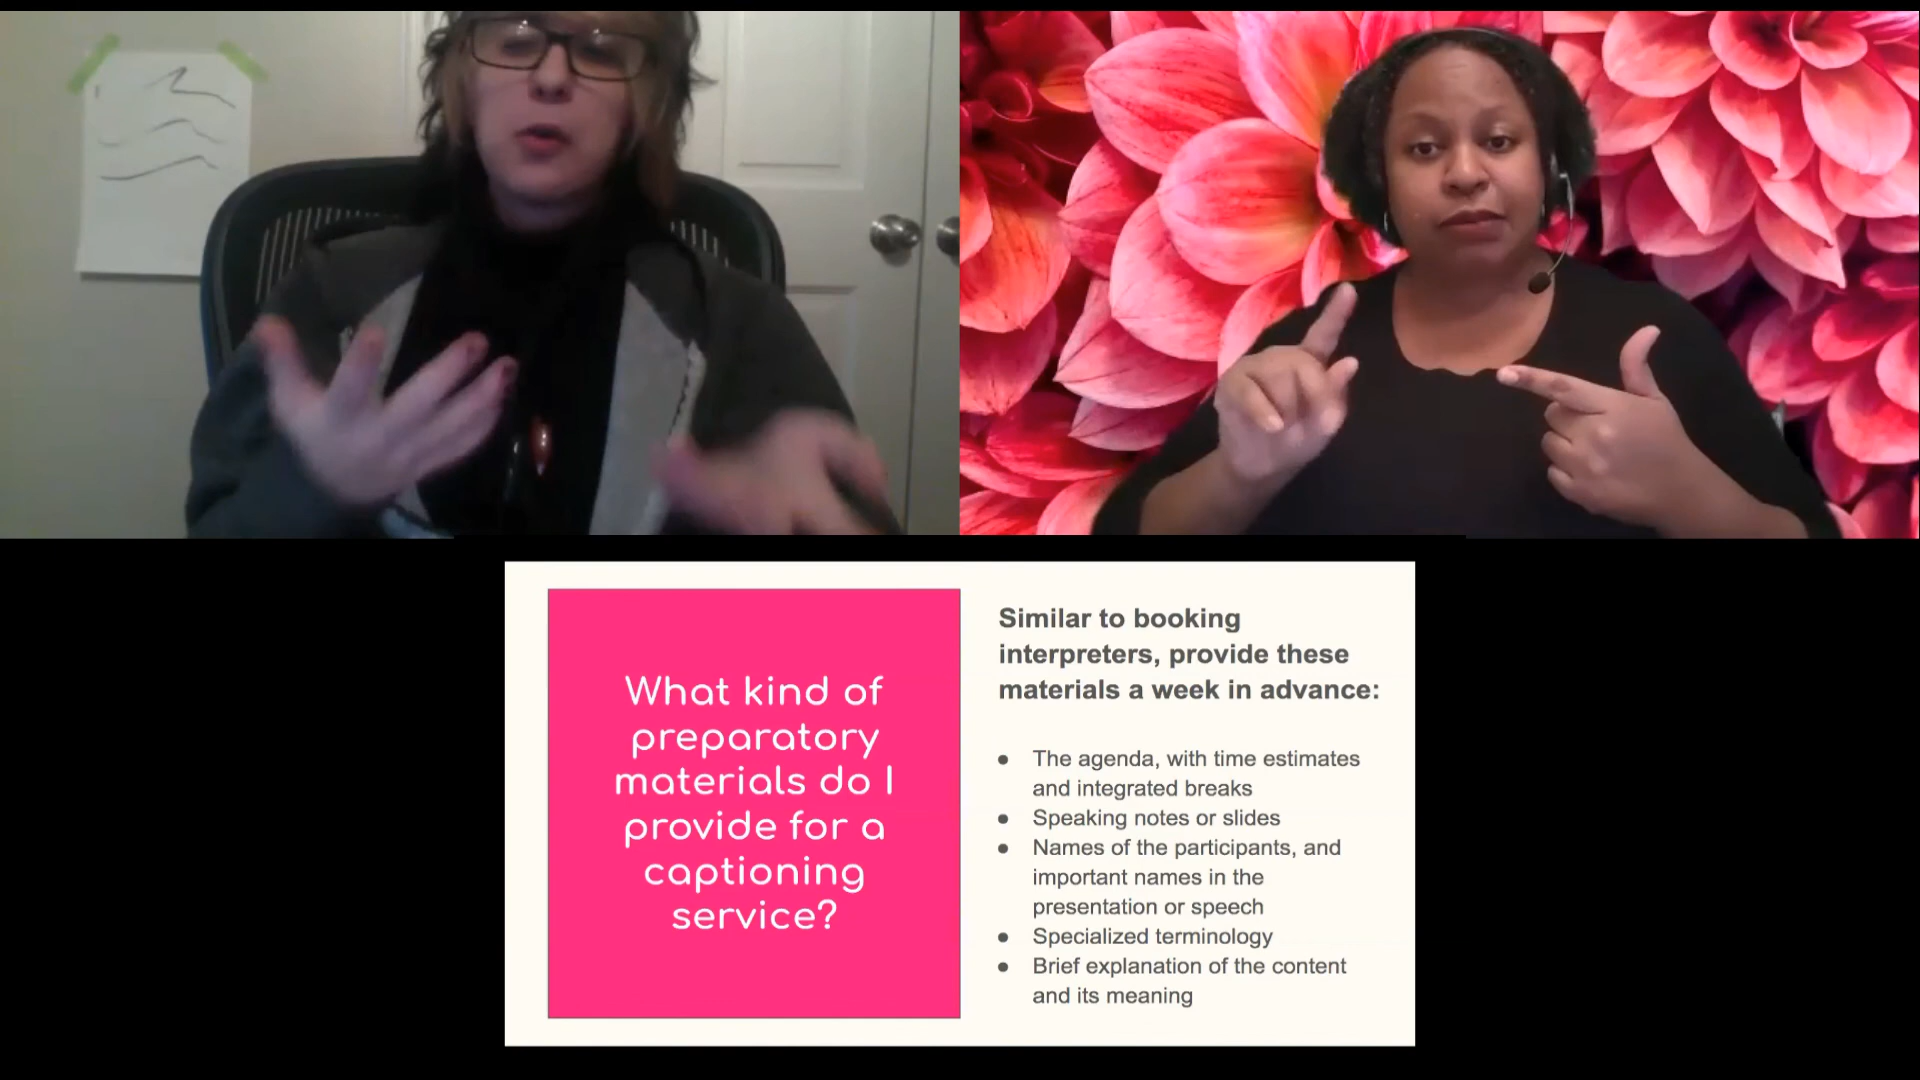 What kind of
preparatory
materials do I
provide for a
captioning
service?
Similar to booking
interpreters, provide these
materials a week in advance:
● The agenda, with time estimates
and integrated breaks
● Speaking notes or slides
● Names of the participants, and
important names in the
presentation or speech
● Specialized terminology
● Brief explanation of the content
and its meaning